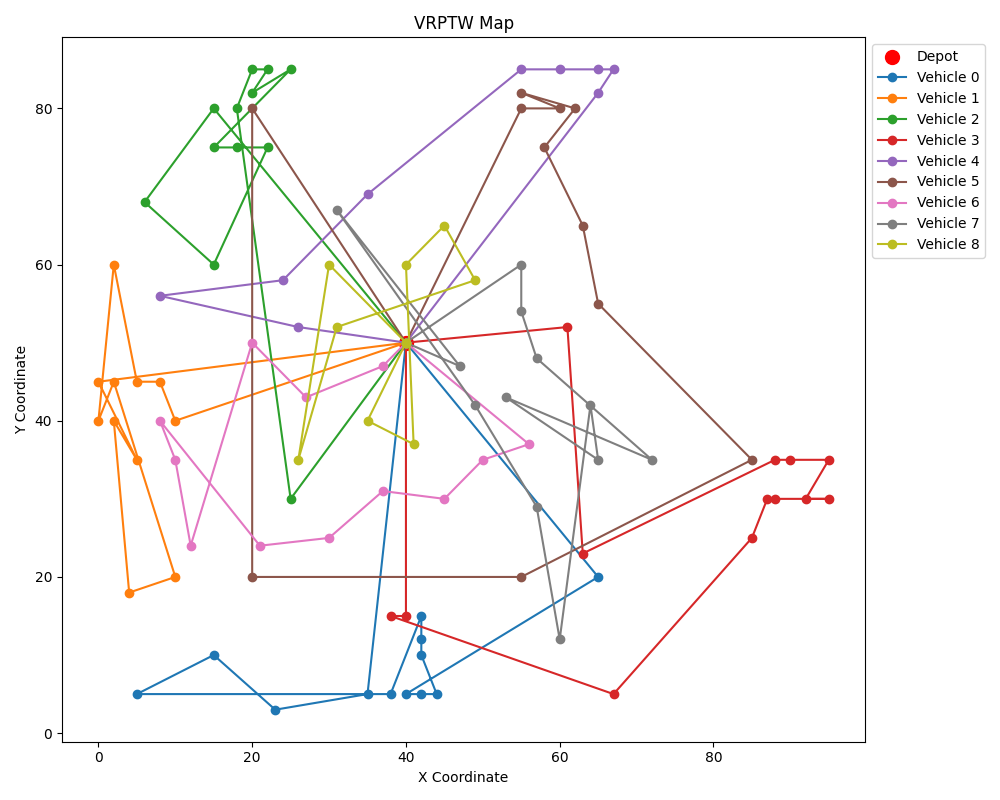 VRPTW Map
Depot
Vehicle 0
Vehicle 1
Vehicle 2
Vehicle 3
Vehicle 4
Vehicle 5
Vehicle 6
Vehicle 7
Vehicle 8
Y Coordinate
80
60
40
20
0
0 20 40 60 80
X Coordinate